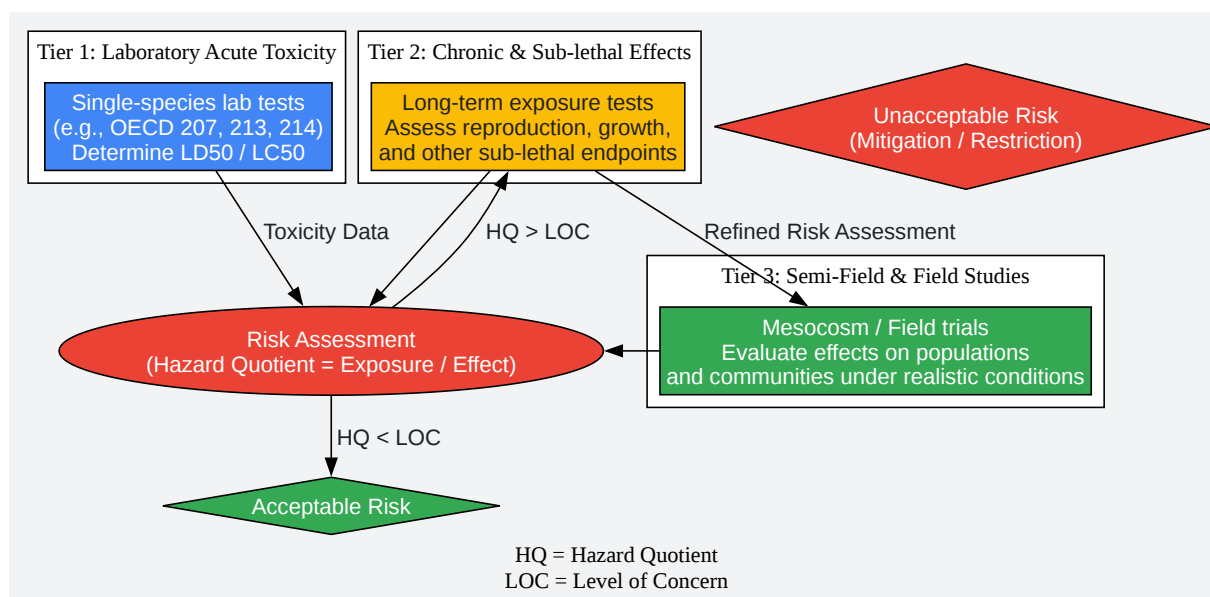 Tier 1: Laboratory Acute Toxicity
Single-species lab tests
(e.g., OECD 207, 213, 214)
Determine LD50 / LC50
Tier 2: Chronic & Sub-lethal Effects
Long-term exposure tests
Assess reproduction, growth,
and other sub-lethal endpoints
Unacceptable Risk
(Mitigation / Restriction)
Toxicity Data
HQ > LOC
Refined Risk Assessment
Tier 3: Semi-Field & Field Studies
Mesocosm / Field trials
Evaluate effects on populations
and communities under realistic conditions
Risk Assessment
(Hazard Quotient = Exposure / Effect)
HQ < LOC
Acceptable Risk
HQ = Hazard Quotient
LOC = Level of Concern